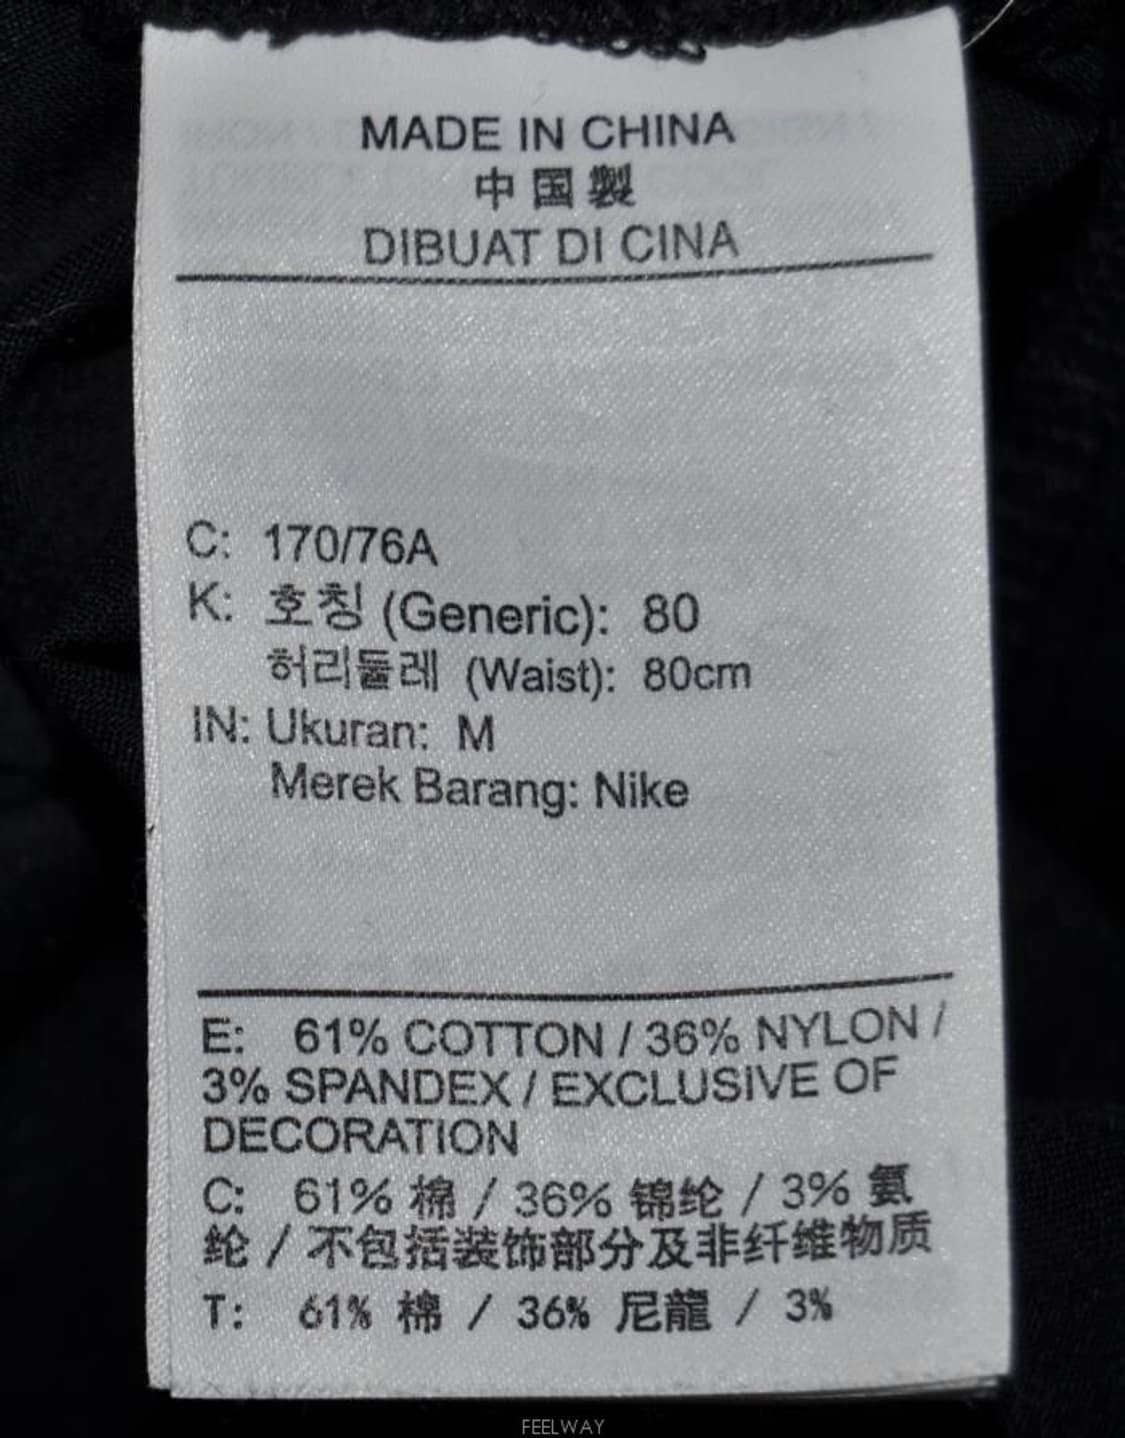 MADE IN CHINA
中国製
DIBUAT DI CINA
C: 170/76A
K: 호칭 (Generic): 80
허리둘레 (Waist): 80cm
IN: Ukuran: M
Merek Barang: Nike
E: 61% COTTON / 36% NYLON /
3% SPANDEX / EXCLUSIVE OF
DECORATION
C: 61% 棉 / 36% 锦纶 / 3% 氨
纶 / 不包括装饰部分及非纤维物质
T: 61% 棉 / 36% 尼龍 / 3%
FEELWAY